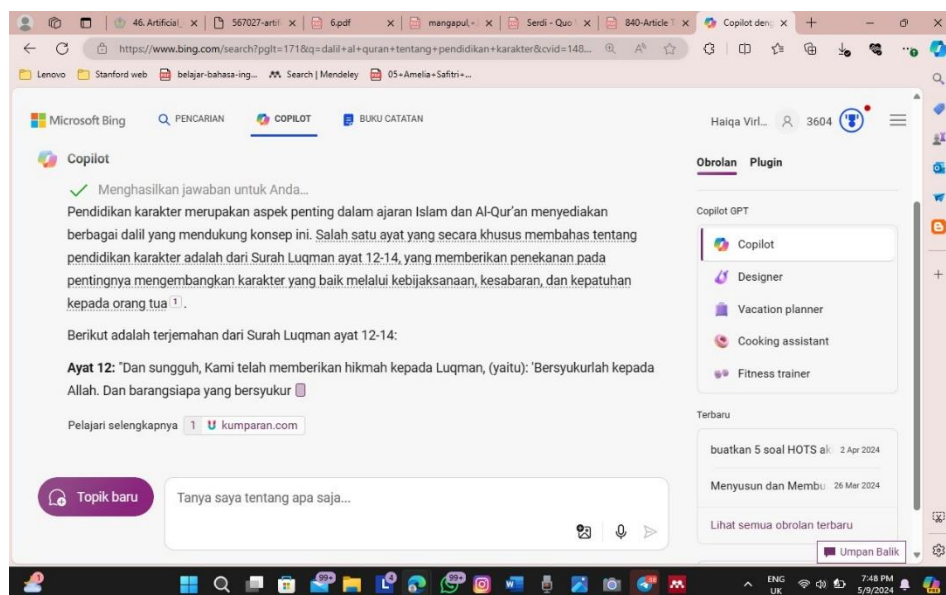 46. Artificial
567027-artifi
6.pdf
mangapul,+
Serdi - Quo
840-Article T
Copilot deng
https://www.bing.com/search?pglt=171&q=dalil+al+quran+tentang+pendidikan+karakter&cvid=148...
Lenovo
Stanford web
belajar-bahasa-ing...
Search | Mendeley
05+Amelia+Safitri+...
Microsoft Bing
PENCARIAN
COPILOT
BUKU CATATAN
Haiqa Virl...
3604
Copilot
Menghasilkan jawaban untuk Anda...
Pendidikan karakter merupakan aspek penting dalam ajaran Islam dan Al-Qur'an menyediakan
berbagai dalil yang mendukung konsep ini. Salah satu ayat yang secara khusus membahas tentang
pendidikan karakter adalah dari Surah Luqman ayat 12-14, yang memberikan penekanan pada
pentingnya mengembangkan karakter yang baik melalui kebijaksanaan, kesabaran, dan kepatuhan
kepada orang tua 1 .
Berikut adalah terjemahan dari Surah Luqman ayat 12-14:
Ayat 12: "Dan sungguh, Kami telah memberikan hikmah kepada Luqman, (yaitu): 'Bersyukurlah kepada
Allah. Dan barangsiapa yang bersyukur
Pelajari selengkapnya 1 kumparan.com
Topik baru
Tanya saya tentang apa saja...
Obrolan Plugin
Copilot GPT
Copilot
Designer
Vacation planner
Cooking assistant
Fitness trainer
Terbaru
buatkan 5 soal HOTS ak 2 Apr 2024
Menyusun dan Membu 26 Mar 2024
Lihat semua obrolan terbaru
Umpan Balik
99+
99+
ENG
UK
7:48 PM
5/9/2024